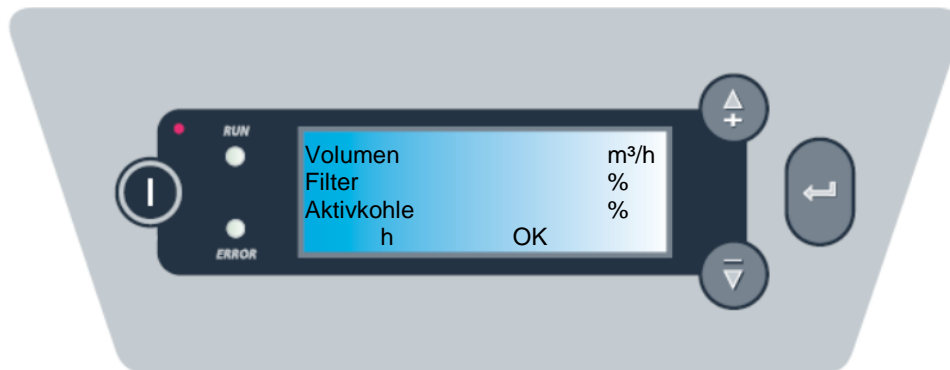 RUN
Volumen m³/h
Filter %
Aktivkohle %
h OK
ERROR